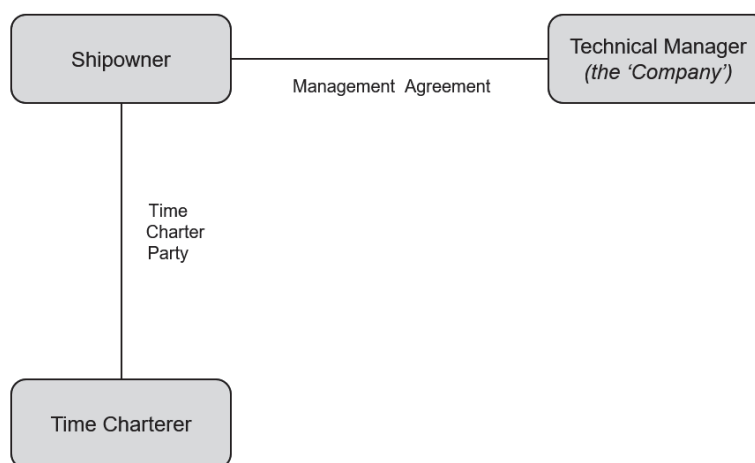 Shipowner
Technical Manager
(the 'Company')
Management Agreement
Time
Charter
Party
Time Charterer